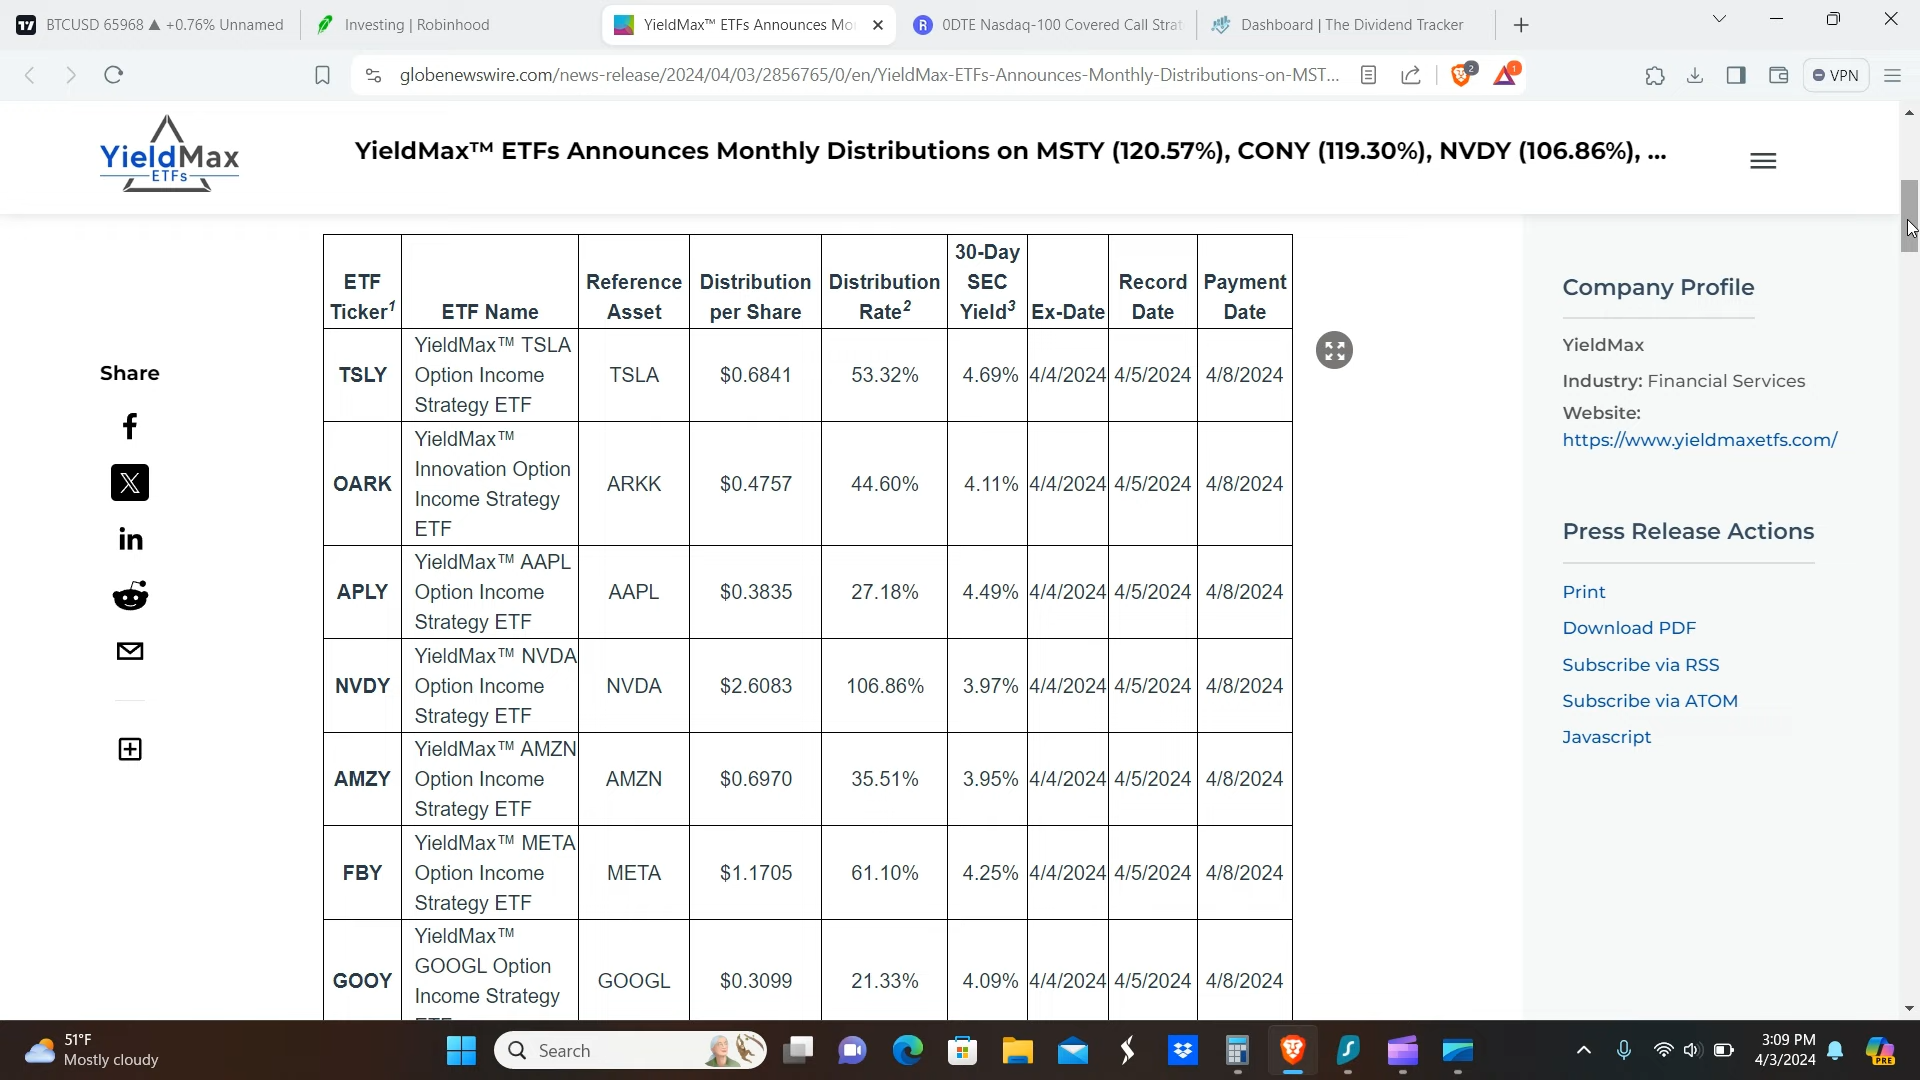 BTCUSD 65968 ▲ +0.76% Unnamed
Investing | Robinhood
YieldMax™ ETFs Announces Mo
0DTE Nasdaq-100 Covered Call Strat
Dashboard | The Dividend Tracker
globenewswire.com/news-release/2024/04/03/2856765/0/en/YieldMax-ETFs-Announces-Monthly-Distributions-on-MST...
2
1
VPN
YieldMax
ETFs
YieldMax™ ETFs Announces Monthly Distributions on MSTY (120.57%), CONY (119.30%), NVDY (106.86%), ...
Share
ETF Ticker1 ETF Name Reference Asset Distribution per Share Distribution Rate2 30-Day SEC Yield3 Ex-Date Record Date Payment Date
TSLY YieldMax™ TSLA Option Income Strategy ETF TSLA $0.6841 53.32% 4.69% 4/4/2024 4/5/2024 4/8/2024
OARK YieldMax™ Innovation Option Income Strategy ETF ARKK $0.4757 44.60% 4.11% 4/4/2024 4/5/2024 4/8/2024
APLY YieldMax™ AAPL Option Income Strategy ETF AAPL $0.3835 27.18% 4.49% 4/4/2024 4/5/2024 4/8/2024
NVDY YieldMax™ NVDA Option Income Strategy ETF NVDA $2.6083 106.86% 3.97% 4/4/2024 4/5/2024 4/8/2024
AMZY YieldMax™ AMZN Option Income Strategy ETF AMZN $0.6970 35.51% 3.95% 4/4/2024 4/5/2024 4/8/2024
FBY YieldMax™ META Option Income Strategy ETF META $1.1705 61.10% 4.25% 4/4/2024 4/5/2024 4/8/2024
GOOY YieldMax™ GOOGL Option Income Strategy GOOGL $0.3099 21.33% 4.09% 4/4/2024 4/5/2024 4/8/2024
Company Profile
YieldMax
Industry: Financial Services
Website:
https://www.yieldmaxetfs.com/
Press Release Actions
Print
Download PDF
Subscribe via RSS
Subscribe via ATOM
Javascript
51°F
Mostly cloudy
Search
3:09 PM
4/3/2024
PRE